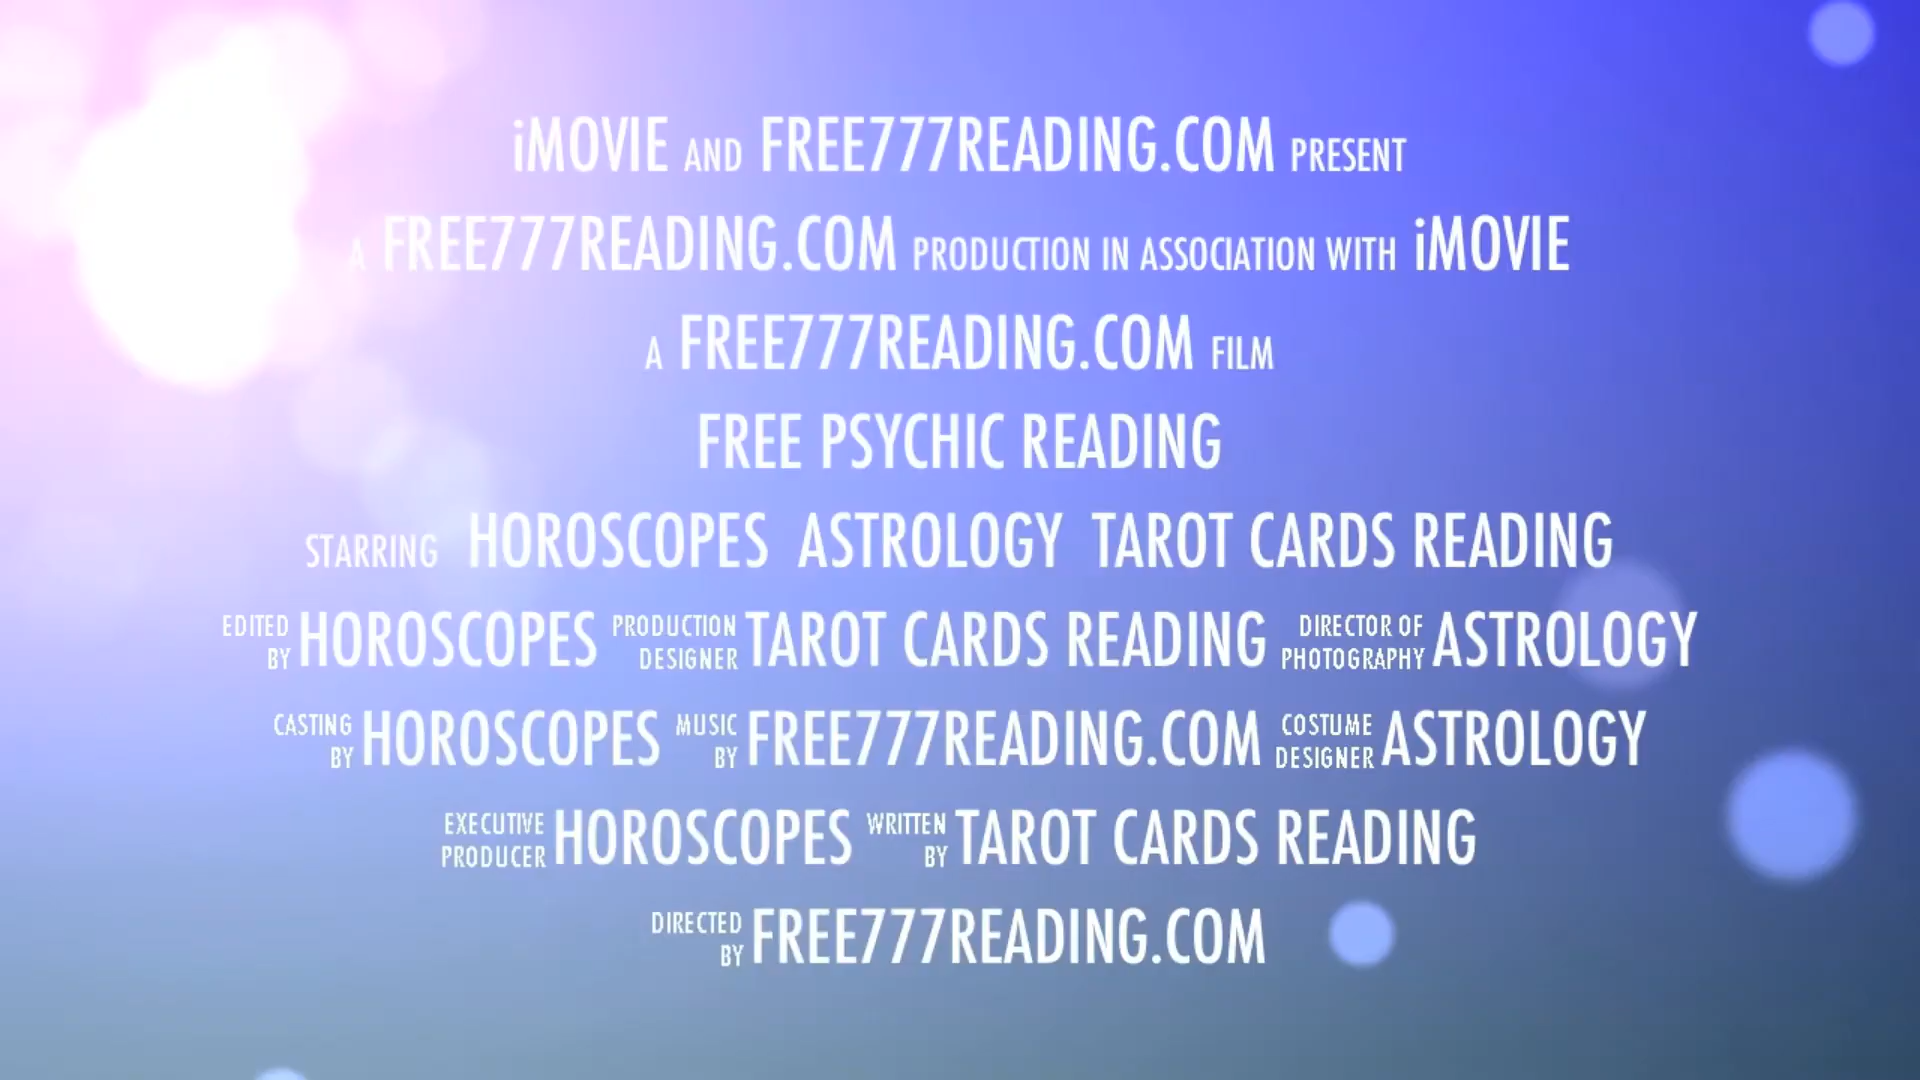 iMOVIE AND FREE777READING.COM PRESENT
A FREE777READING.COM PRODUCTION IN ASSOCIATION WITH iMOVIE
A FREE777READING.COM FILM
FREE PSYCHIC READING
STARRING HOROSCOPES ASTROLOGY TAROT CARDS READING
EDITED BY HOROSCOPES PRODUCTION DESIGNER TAROT CARDS READING DIRECTOR OF PHOTOGRAPHY ASTROLOGY
CASTING BY HOROSCOPES MUSIC BY FREE777READING.COM COSTUME DESIGNER ASTROLOGY
EXECUTIVE PRODUCER HOROSCOPES WRITTEN BY TAROT CARDS READING
DIRECTED BY FREE777READING.COM